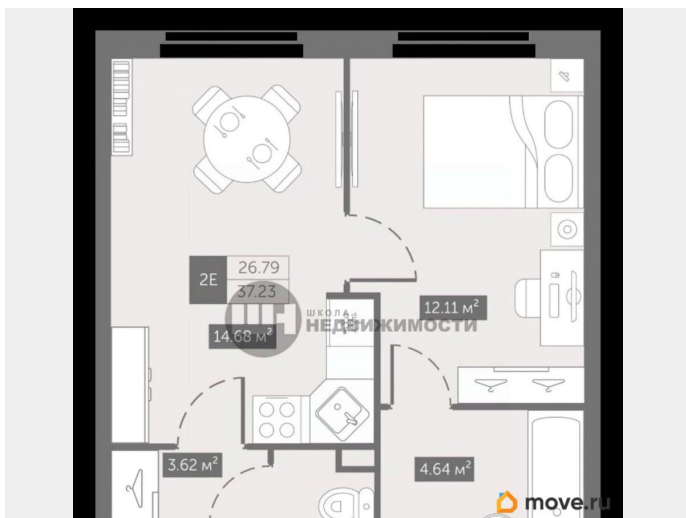 2E
26.79
37.23
ШКОЛА
НЕДВИЖИМОСТИ
14.68 м²
12.11 м²
3.62 м²
4.64 м²
move.ru